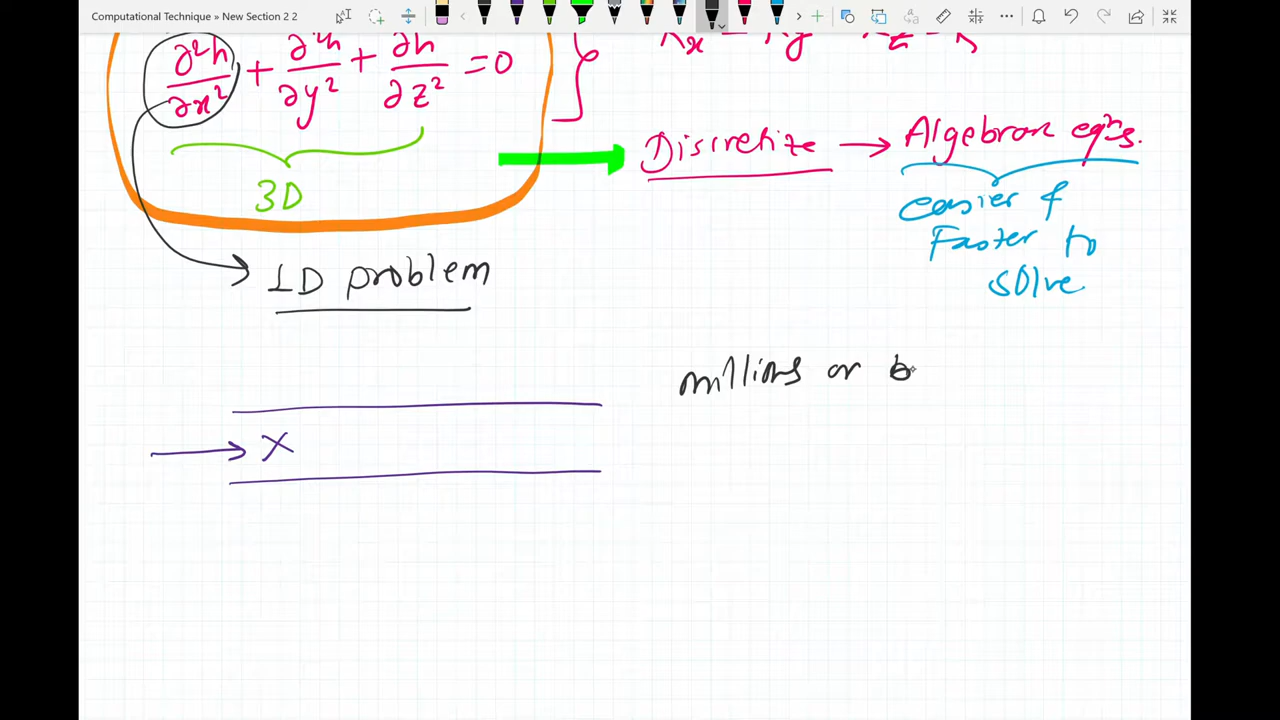 Computational Technique » New Section 2 2
∂²h/∂x² + ∂²h/∂y² + ∂h/∂z² = 0
3D
Discretize → Algebraic eqⁿs.
easier &
Faster to
solve
1D problem
millions or b
→ X